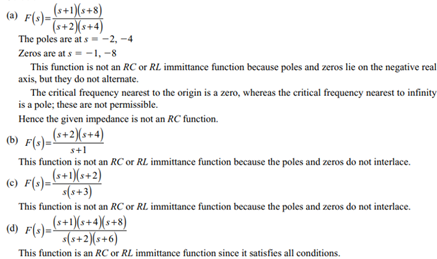 (a) F(s)=(s+1)(s+8)/(s+2)(s+4)
The poles are at s = −2, −4
Zeros are at s = −1, −8
This function is not an RC or RL immittance function because poles and zeros lie on the negative real
axis, but they do not alternate.
The critical frequency nearest to the origin is a zero, whereas the critical frequency nearest to infinity
is a pole; these are not permissible.
Hence the given impedance is not an RC function.
(b) F(s)=(s+2)(s+4)/s+1
This function is not an RC or RL immittance function because the poles and zeros do not interlace.
(c) F(s)=(s+1)(s+2)/s(s+3)
This function is not an RC or RL immittance function because the poles and zeros do not interlace.
(d) F(s)=(s+1)(s+4)(s+8)/s(s+2)(s+6)
This function is an RC or RL immittance function since it satisfies all conditions.